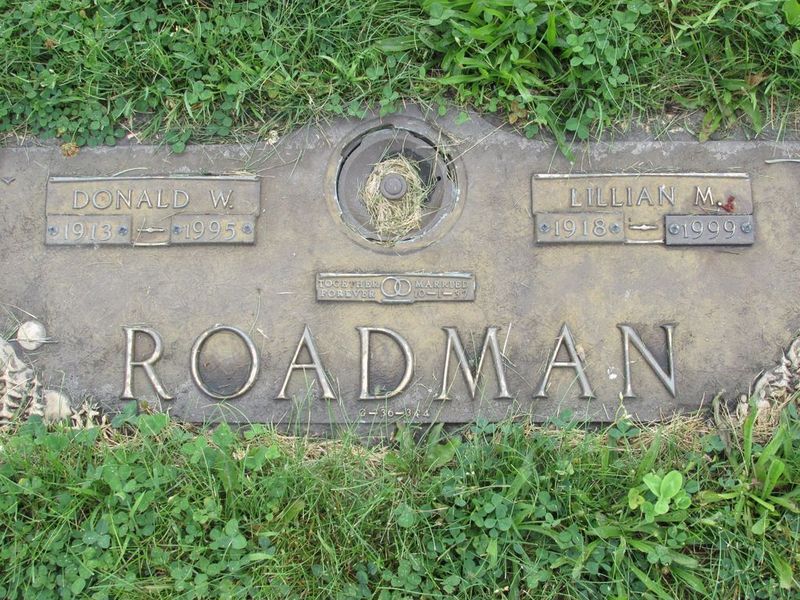 DONALD W.
1913 1995
LILLIAN M.
1918 1999
TOGETHER FOREVER
MARRIED
ROADMAN